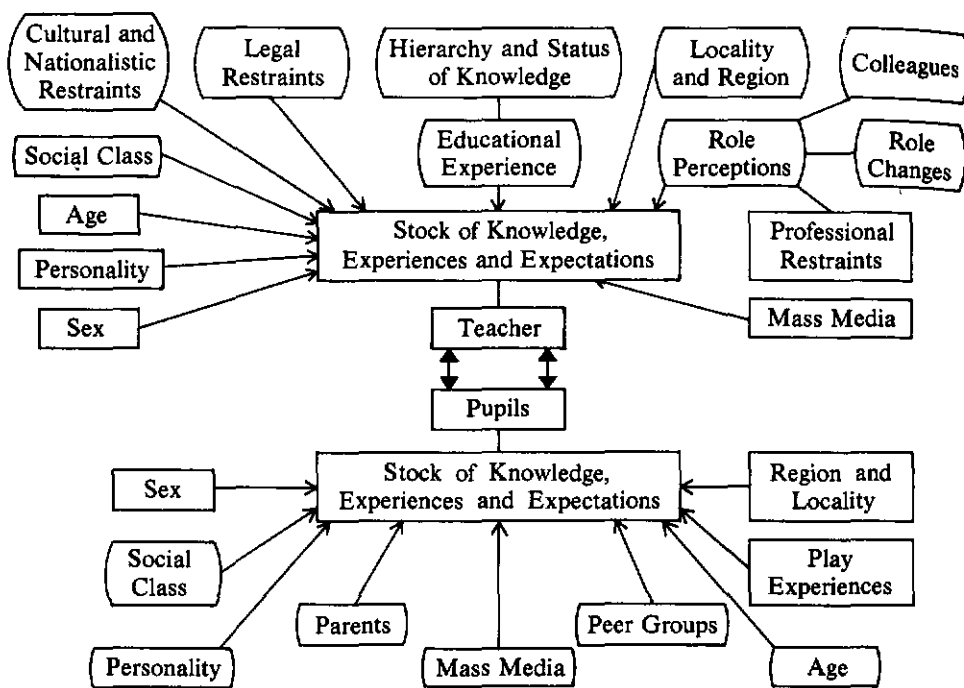 Cultural and
Nationalistic
Restraints
Legal
Restraints
Hierarchy and Status
of Knowledge
Locality
and Region
Colleagues
Social Class
Educational
Experience
Role
Perceptions
Role
Changes
Age
Stock of Knowledge,
Experiences and Expectations
Professional
Restraints
Personality
Sex
Teacher
Mass Media
Pupils
Sex
Stock of Knowledge,
Experiences and Expectations
Region and
Locality
Social
Class
Play
Experiences
Parents
Peer Groups
Personality
Mass Media
Age